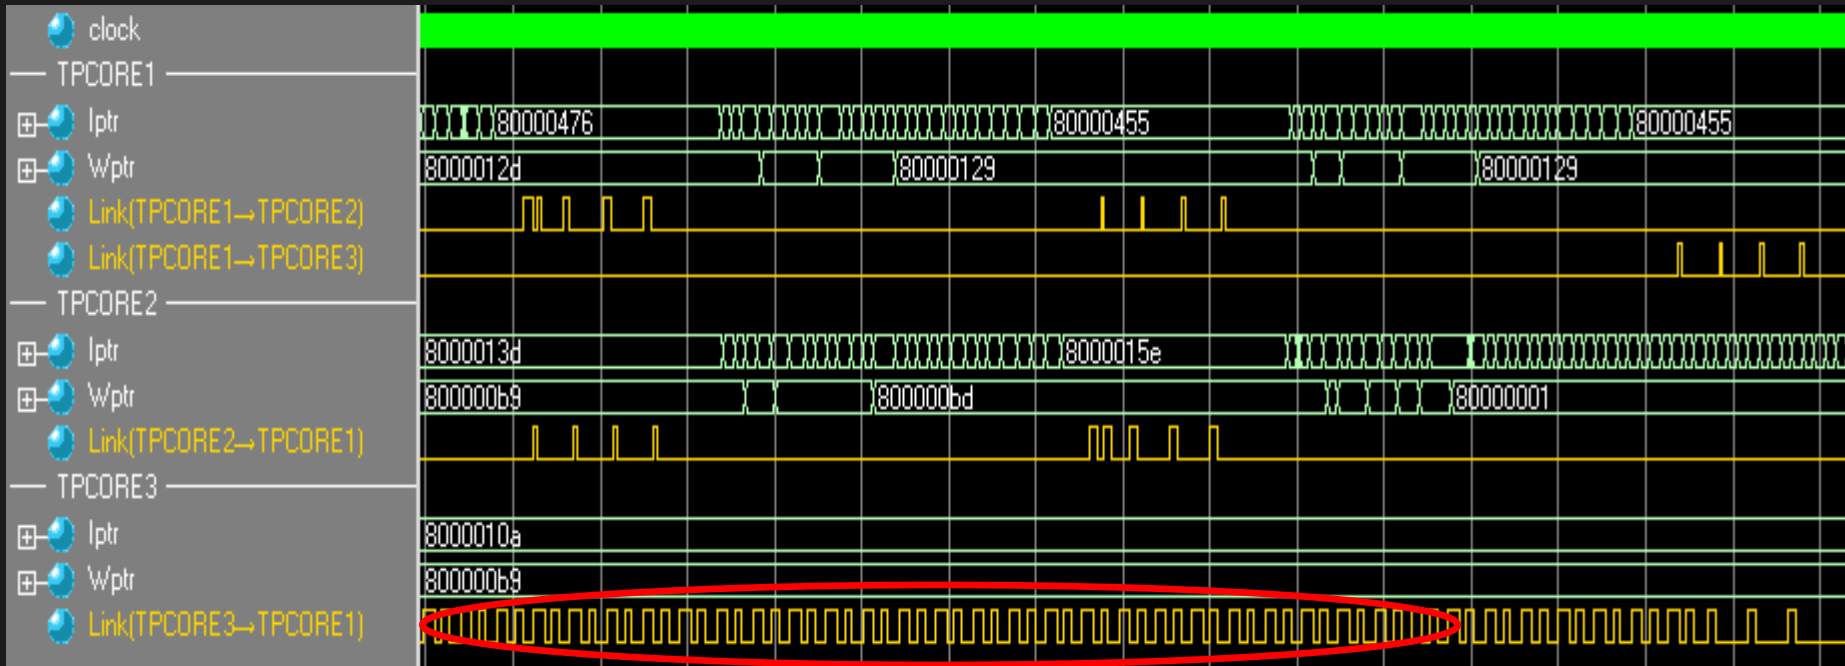 clock
TPCORE1
Iptr 80000476 80000455 80000455
Wptr 8000012d 80000129 80000129
Link(TPCORE1→TPCORE2)
Link(TPCORE1→TPCORE3)
TPCORE2
Iptr 8000013d 8000015e
Wptr 800000b9 800000bd 80000001
Link(TPCORE2→TPCORE1)
TPCORE3
Iptr 8000010a
Wptr 800000b9
Link(TPCORE3→TPCORE1)